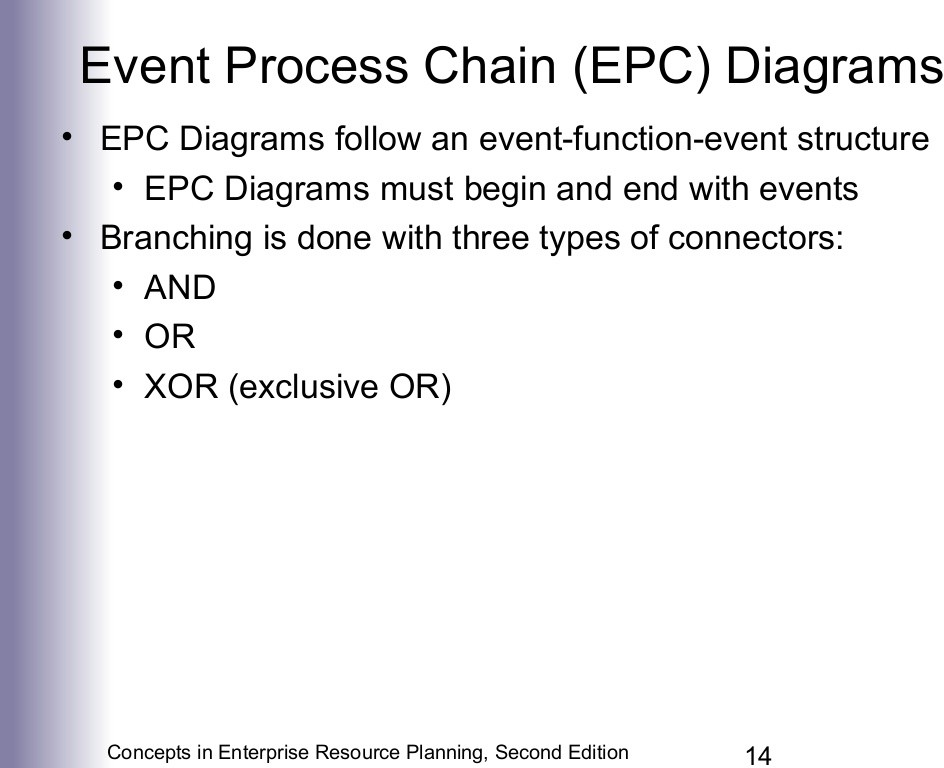 Event Process Chain (EPC) Diagrams
• EPC Diagrams follow an event-function-event structure
• EPC Diagrams must begin and end with events
• Branching is done with three types of connectors:
• AND
• OR
• XOR (exclusive OR)
Concepts in Enterprise Resource Planning, Second Edition
14